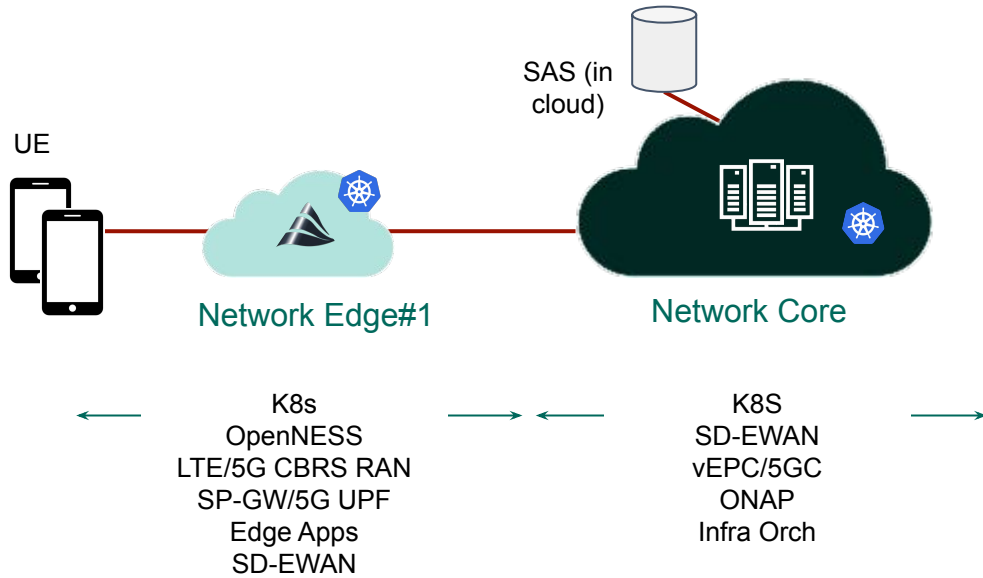 SAS (in
cloud)
UE
Network Edge#1
Network Core
K8s
OpenNESS
LTE/5G CBRS RAN
SP-GW/5G UPF
Edge Apps
SD-EWAN
K8S
SD-EWAN
vEPC/5GC
ONAP
Infra Orch